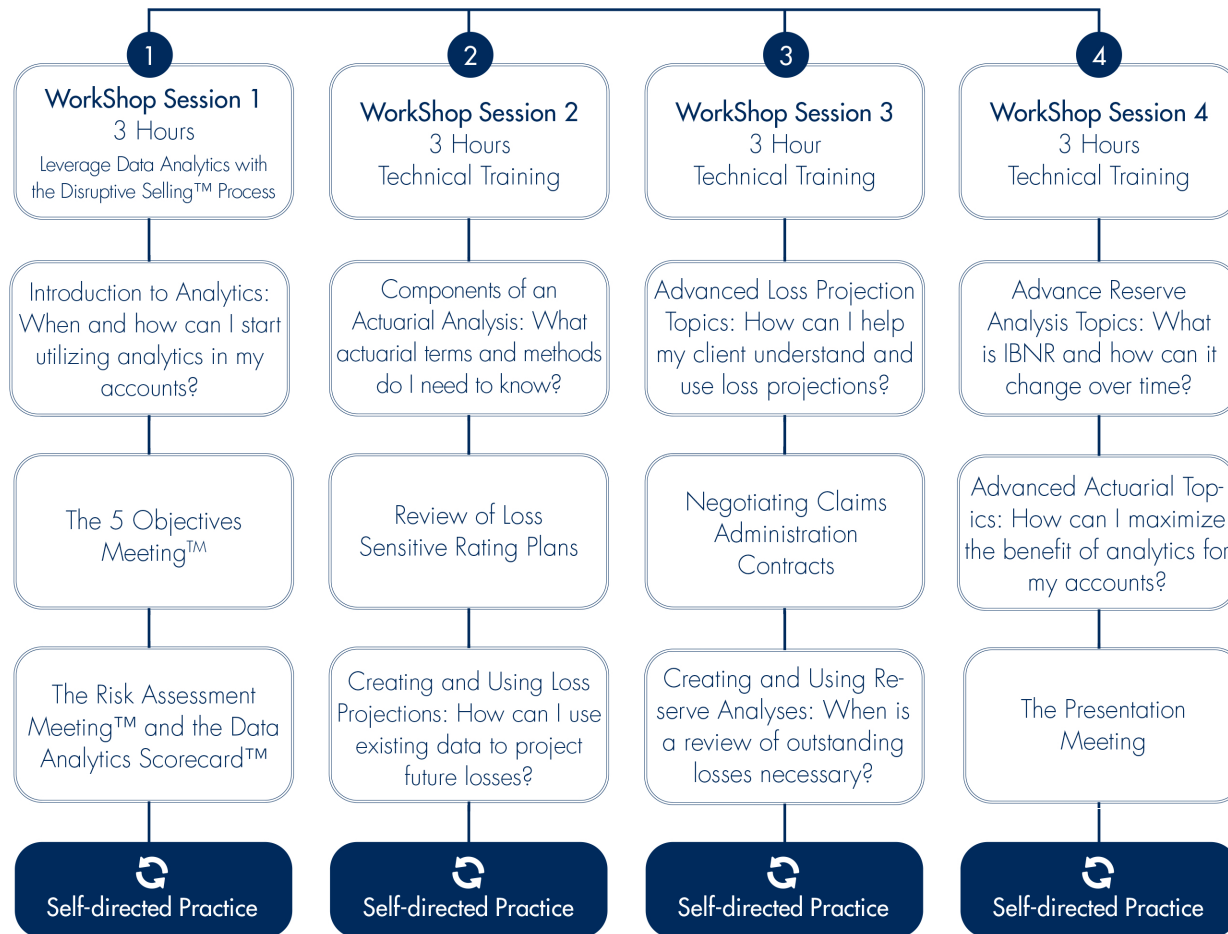 1
WorkShop Session 1
3 Hours
Leverage Data Analytics with
the Disruptive Selling™ Process
Introduction to Analytics:
When and how can I start
utilizing analytics in my
accounts?
The 5 Objectives
Meeting™
The Risk Assessment
Meeting™ and the Data
Analytics Scorecard™
Self-directed Practice
2
WorkShop Session 2
3 Hours
Technical Training
Components of an
Actuarial Analysis: What
actuarial terms and methods
do I need to know?
Review of Loss
Sensitive Rating Plans
Creating and Using Loss
Projections: How can I use
existing data to project
future losses?
Self-directed Practice
3
WorkShop Session 3
3 Hour
Technical Training
Advanced Loss Projection
Topics: How can I help
my client understand and
use loss projections?
Negotiating Claims
Administration
Contracts
Creating and Using Re-
serve Analyses: When is
a review of outstanding
losses necessary?
Self-directed Practice
4
WorkShop Session 4
3 Hours
Technical Training
Advance Reserve
Analysis Topics: What
is IBNR and how can it
change over time?
Advanced Actuarial Top-
ics: How can I maximize
the benefit of analytics for
my accounts?
The Presentation
Meeting
Self-directed Practice